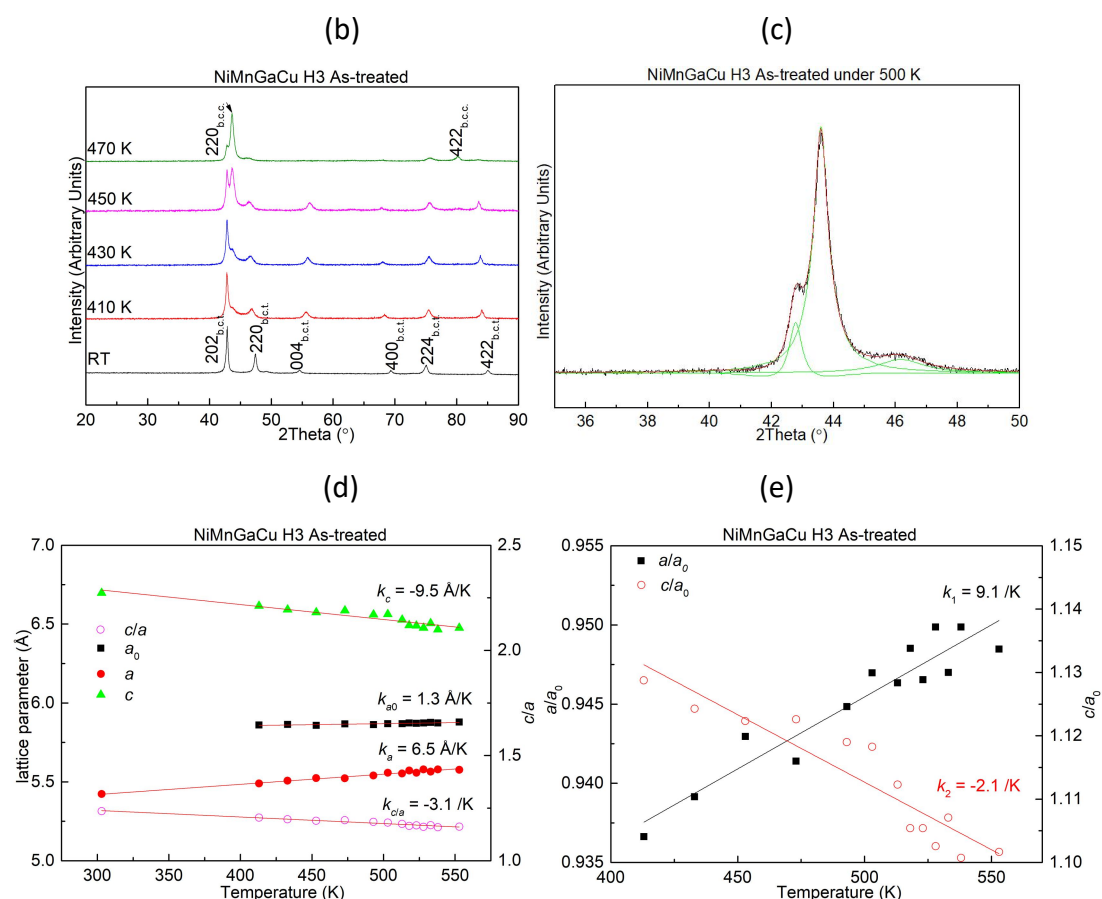 (b)
NiMnGaCu H3 As-treated
Intensity (Arbitrary Units)
220b.c.c.
422b.c.c.
470 K
450 K
430 K
410 K
RT
202b.c.t.
220b.c.t.
004b.c.t.
400b.c.t.
224b.c.t.
422b.c.t.
20 30 40 50 60 70 80 90
2Theta (°)
(c)
NiMnGaCu H3 As-treated under 500 K
Intensity (Arbitrary Units)
36 38 40 42 44 46 48 50
2Theta (°)
(d)
NiMnGaCu H3 As-treated
lattice parameter (Å)
7.0
6.5
6.0
5.5
5.0
c/a
a0
a
c
kc = -9.5 Å/K
ka0 = 1.3 Å/K
ka = 6.5 Å/K
kc/a = -3.1 /K
2.5
2.0
1.5
1.0
c/a
300 350 400 450 500 550
Temperature (K)
(e)
NiMnGaCu H3 As-treated
a/a0
0.955
0.950
0.945
0.940
0.935
a/a0
c/a0
k1 = 9.1 /K
k2 = -2.1 /K
1.15
1.14
1.13
1.12
1.11
1.10
c/a0
400 450 500 550
Temperature (K)